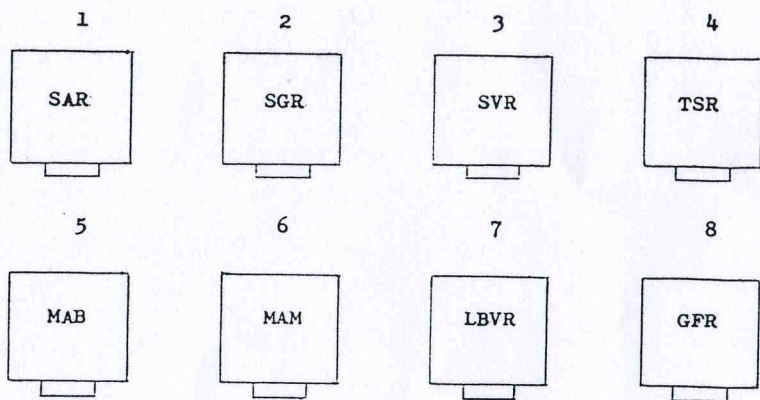 1 2 3 4
SAR SGR SVR TSR
5 6 7 8
MAB MAM LBVR GFR